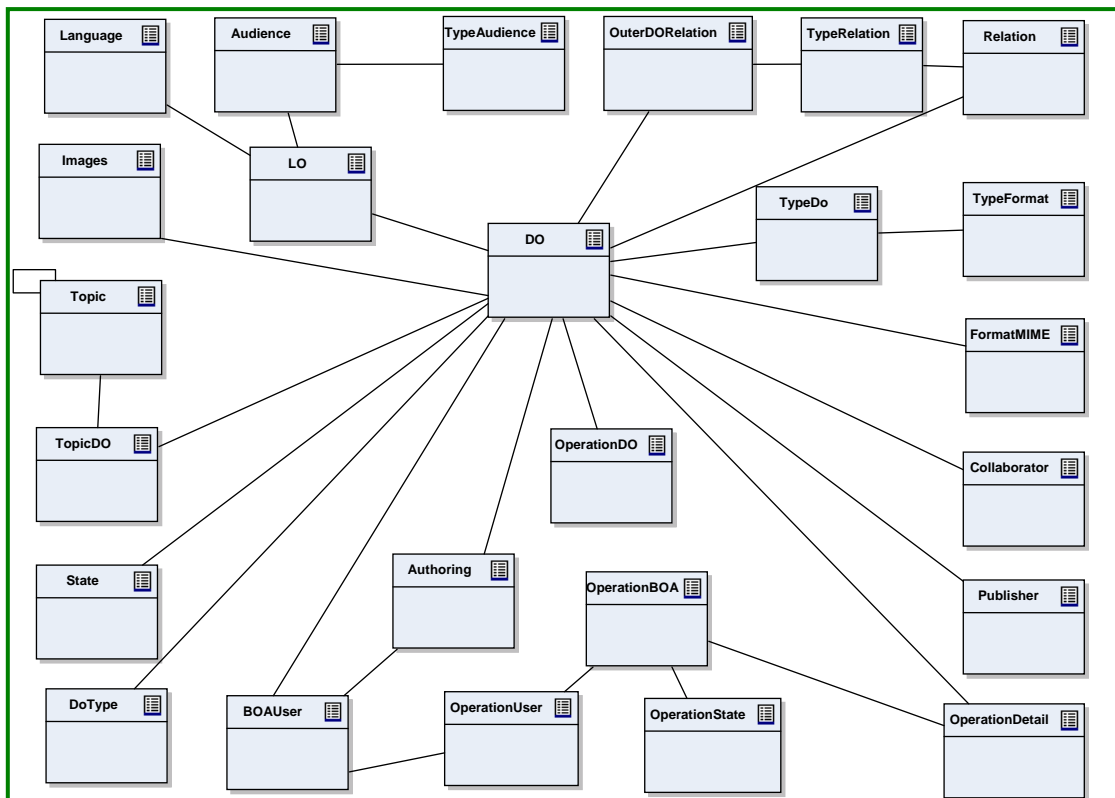 Language
Audience
TypeAudience
OuterDORelation
TypeRelation
Relation
Images
LO
TypeDo
TypeFormat
DO
Topic
FormatMIME
TopicDO
OperationDO
Collaborator
State
Authoring
OperationBOA
Publisher
DoType
BOAUser
OperationUser
OperationState
OperationDetail